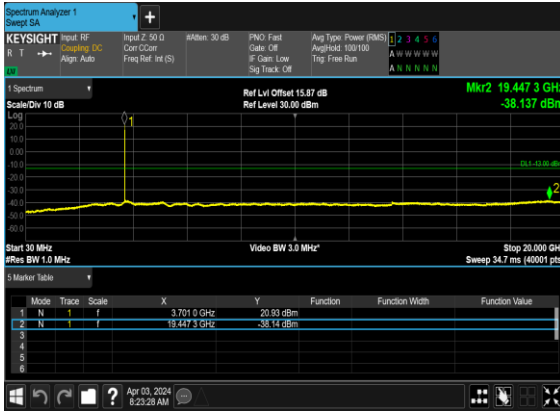 Spectrum Analyzer 1
Swept SA
+
KEYSIGHT Input: RF Input Z: 50 Ω #Atten: 30 dB PNO: Fast Avg Type: Power (RMS) 1 2 3 4 5 6
R T Coupling: DC Corr CCorr Gate: Off Avg|Hold: 100/100 A W W W W W
Align: Auto Freq Ref: Int (S) IF Gain: Low Trig: Free Run
Sig Track: Off A N N N N N
1 Spectrum Ref Lvl Offset 15.87 dB Mkr2 19.447 3 GHz
Scale/Div 10 dB Ref Level 30.00 dBm -38.137 dBm
Log
20.0
10.0
0.00
-10.0
-20.0
-30.0
-40.0
-50.0
-60.0
1
DL1 -13.00 dBm
2
Start 30 MHz Video BW 3.0 MHz* Stop 20.000 GHz
#Res BW 1.0 MHz Sweep 34.7 ms (40001 pts)
5 Marker Table
Mode Trace Scale X Y Function Function Width Function Value
1 N 1 f 3.701 0 GHz 20.93 dBm
2 N 1 f 19.447 3 GHz -38.14 dBm
3
4
5
6
?
Apr 03, 2024
8:23:28 AM